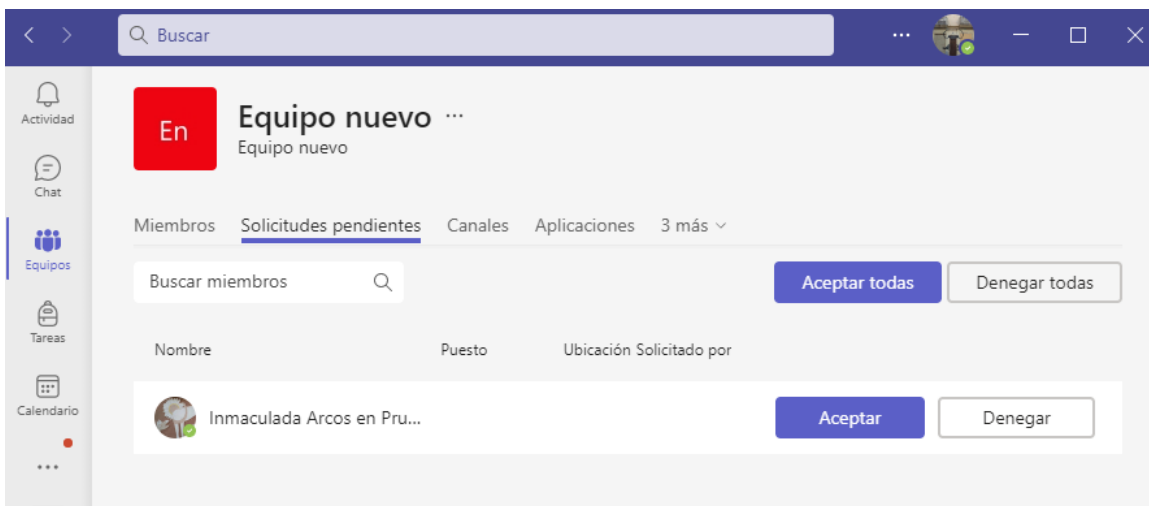 Buscar
Actividad
Chat
Equipos
Tareas
Calendario
En
Equipo nuevo
Equipo nuevo
Miembros Solicitudes pendientes Canales Aplicaciones 3 más
Buscar miembros Aceptar todas Denegar todas
Nombre Puesto Ubicación Solicitado por
Inmaculada Arcos en Pru... Aceptar Denegar